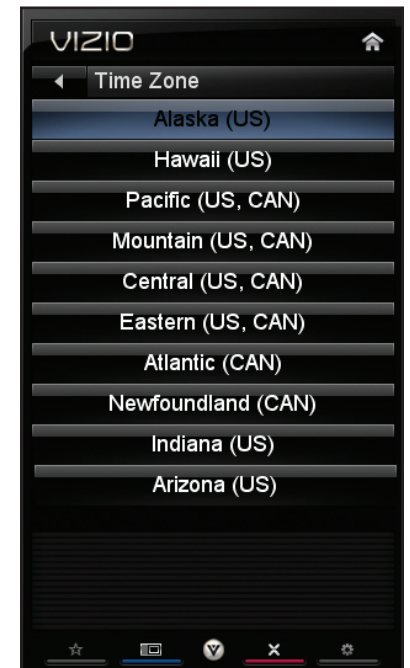 VIZIO
Time Zone
Alaska (US)
Hawaii (US)
Pacific (US, CAN)
Mountain (US, CAN)
Central (US, CAN)
Eastern (US, CAN)
Atlantic (CAN)
Newfoundland (CAN)
Indiana (US)
Arizona (US)